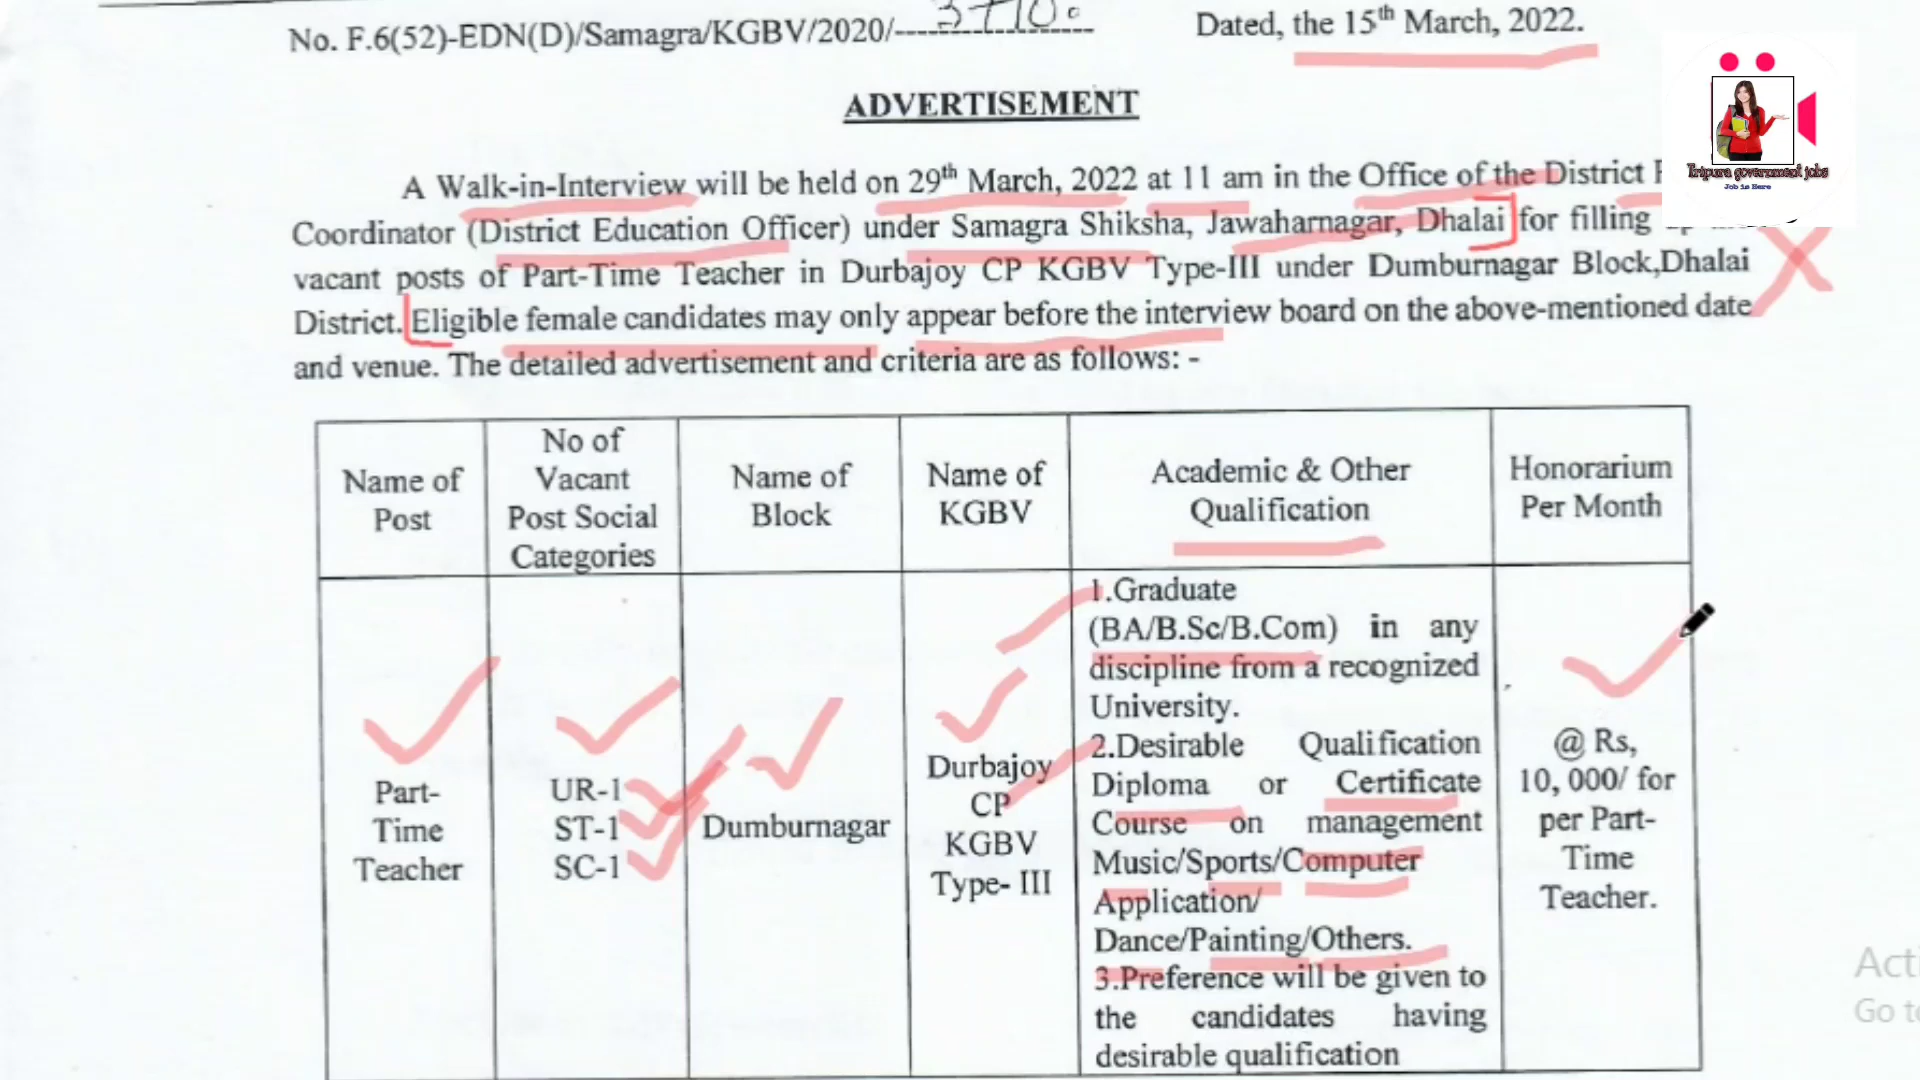 No. F.6(52)-EDN(D)/Samagra/KGBV/2020/-----------------
Dated, the 15th March, 2022.
ADVERTISEMENT
A Walk-in-Interview will be held on 29th March, 2022 at 11 am in the Office of the District
Coordinator (District Education Officer) under Samagra Shiksha, Jawaharnagar, Dhalai for filling
vacant posts of Part-Time Teacher in Durbajoy CP KGBV Type-III under Dumburnagar Block,Dhalai
District. Eligible female candidates may only appear before the interview board on the above-mentioned date
and venue. The detailed advertisement and criteria are as follows: -
Name of
Post
No of
Vacant
Post Social
Categories
Name of
Block
Name of
KGBV
Academic & Other
Qualification
Honorarium
Per Month
Part-
Time
Teacher
UR-1
ST-1
SC-1
Dumburnagar
Durbajoy
CP
KGBV
Type- III
1.Graduate
(BA/B.Sc/B.Com) in any
discipline from a recognized
University.
2.Desirable Qualification
Diploma or Certificate
Course on management
Music/Sports/Computer
Application/
Dance/Painting/Others.
3.Preference will be given to
the candidates having
desirable qualification
@ Rs,
10, 000/ for
per Part-
Time
Teacher.
Tripura government jobs
Job is Here
Go to